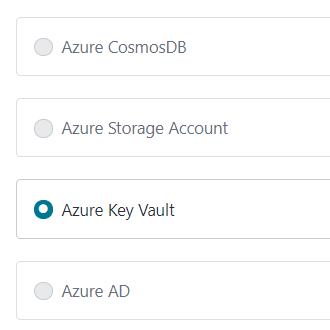 Azure CosmosDB
Azure Storage Account
Azure Key Vault
Azure AD